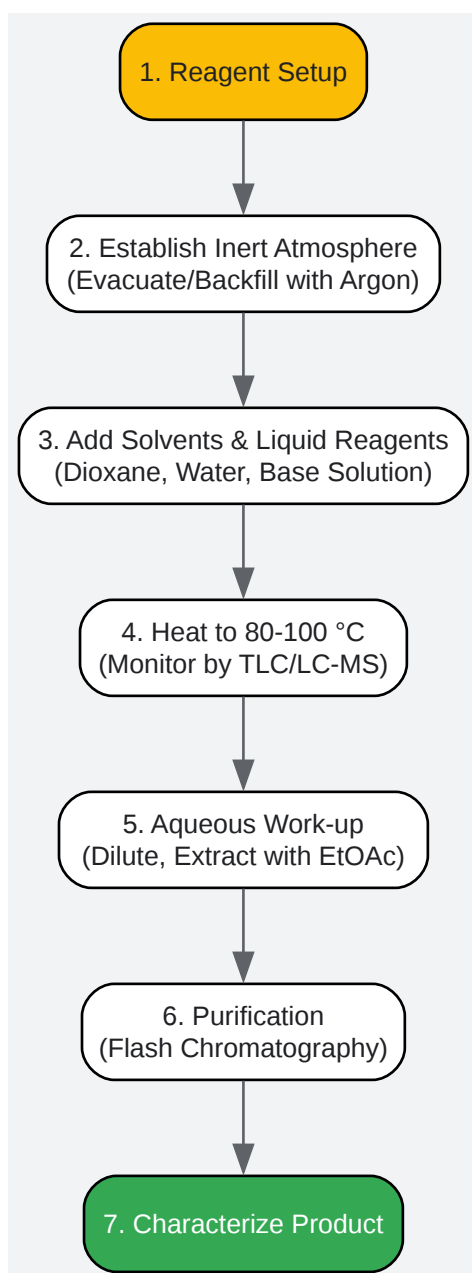 1. Reagent Setup
2. Establish Inert Atmosphere
(Evacuate/Backfill with Argon)
3. Add Solvents & Liquid Reagents
(Dioxane, Water, Base Solution)
4. Heat to 80-100 °C
(Monitor by TLC/LC-MS)
5. Aqueous Work-up
(Dilute, Extract with EtOAc)
6. Purification
(Flash Chromatography)
7. Characterize Product